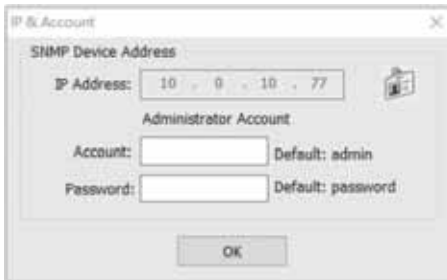 IP & Account
SNMP Device Address
IP Address: 10 . 0 . 10 . 77
Administrator Account
Account: Default: admin
Password: Default: password
OK